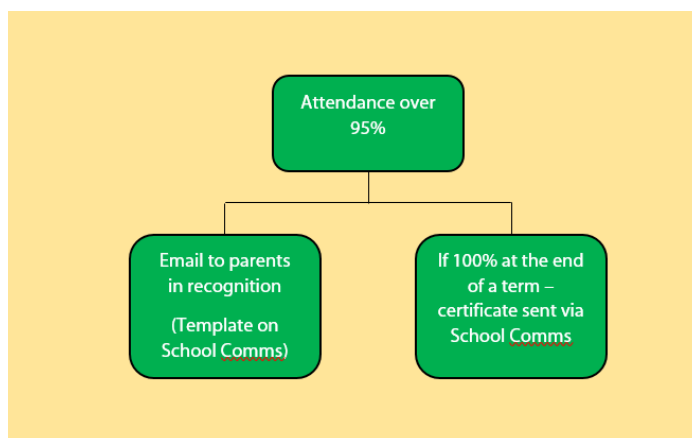 Attendance over
95%
Email to parents
in recognition
(Template on
School Comms)
If 100% at the end
of a term –
certificate sent via
School Comms